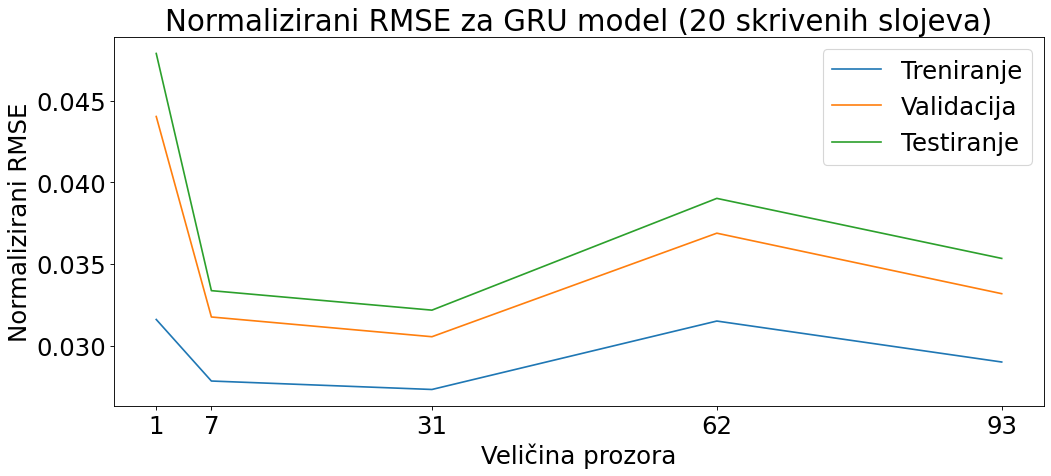 Normalizirani RMSE za GRU model (20 skrivenih slojeva)
Treniranje
Validacija
Testiranje
Normalizirani RMSE
0.045
0.040
0.035
0.030
1 7 31 62 93
Veličina prozora